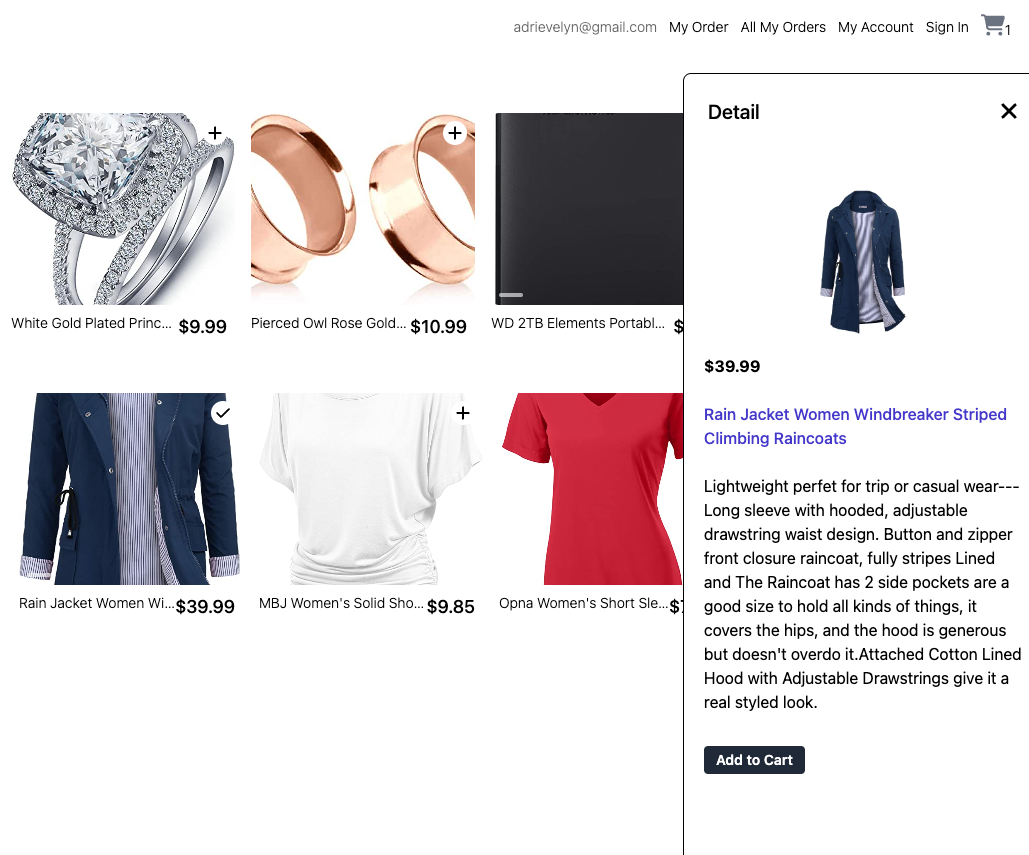 adrievelyn@gmail.com My Order All My Orders My Account Sign In 1
Detail
White Gold Plated Princ... $9.99
Pierced Owl Rose Gold... $10.99
WD 2TB Elements Portabl... $
Rain Jacket Women Wi... $39.99
MBJ Women's Solid Sho... $9.85
Opna Women's Short Sle... $7
$39.99
Rain Jacket Women Windbreaker Striped
Climbing Raincoats
Lightweight perfet for trip or casual wear---
Long sleeve with hooded, adjustable
drawstring waist design. Button and zipper
front closure raincoat, fully stripes Lined
and The Raincoat has 2 side pockets are a
good size to hold all kinds of things, it
covers the hips, and the hood is generous
but doesn't overdo it.Attached Cotton Lined
Hood with Adjustable Drawstrings give it a
real styled look.
Add to Cart